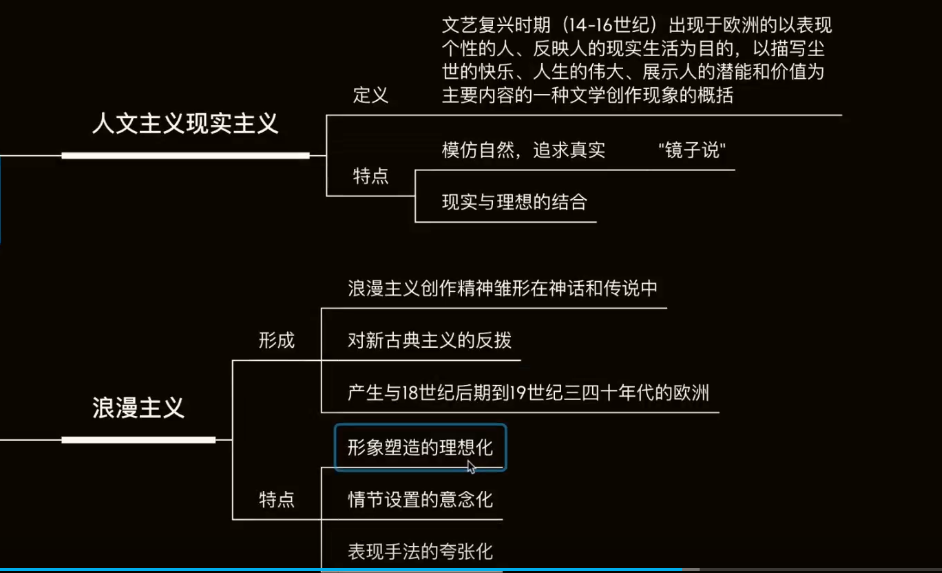 文艺复兴时期（14-16世纪）出现于欧洲的以表现
个性的人、反映人的现实生活为目的，以描写尘
世的快乐、人生的伟大、展示人的潜能和价值为
主要内容的一种文学创作现象的概括
定义
人文主义现实主义
模仿自然，追求真实 "镜子说"
特点
现实与理想的结合
浪漫主义创作精神雏形在神话和传说中
形成
对新古典主义的反拨
产生与18世纪后期到19世纪三四十年代的欧洲
浪漫主义
形象塑造的理想化
特点
情节设置的意念化
表现手法的夸张化